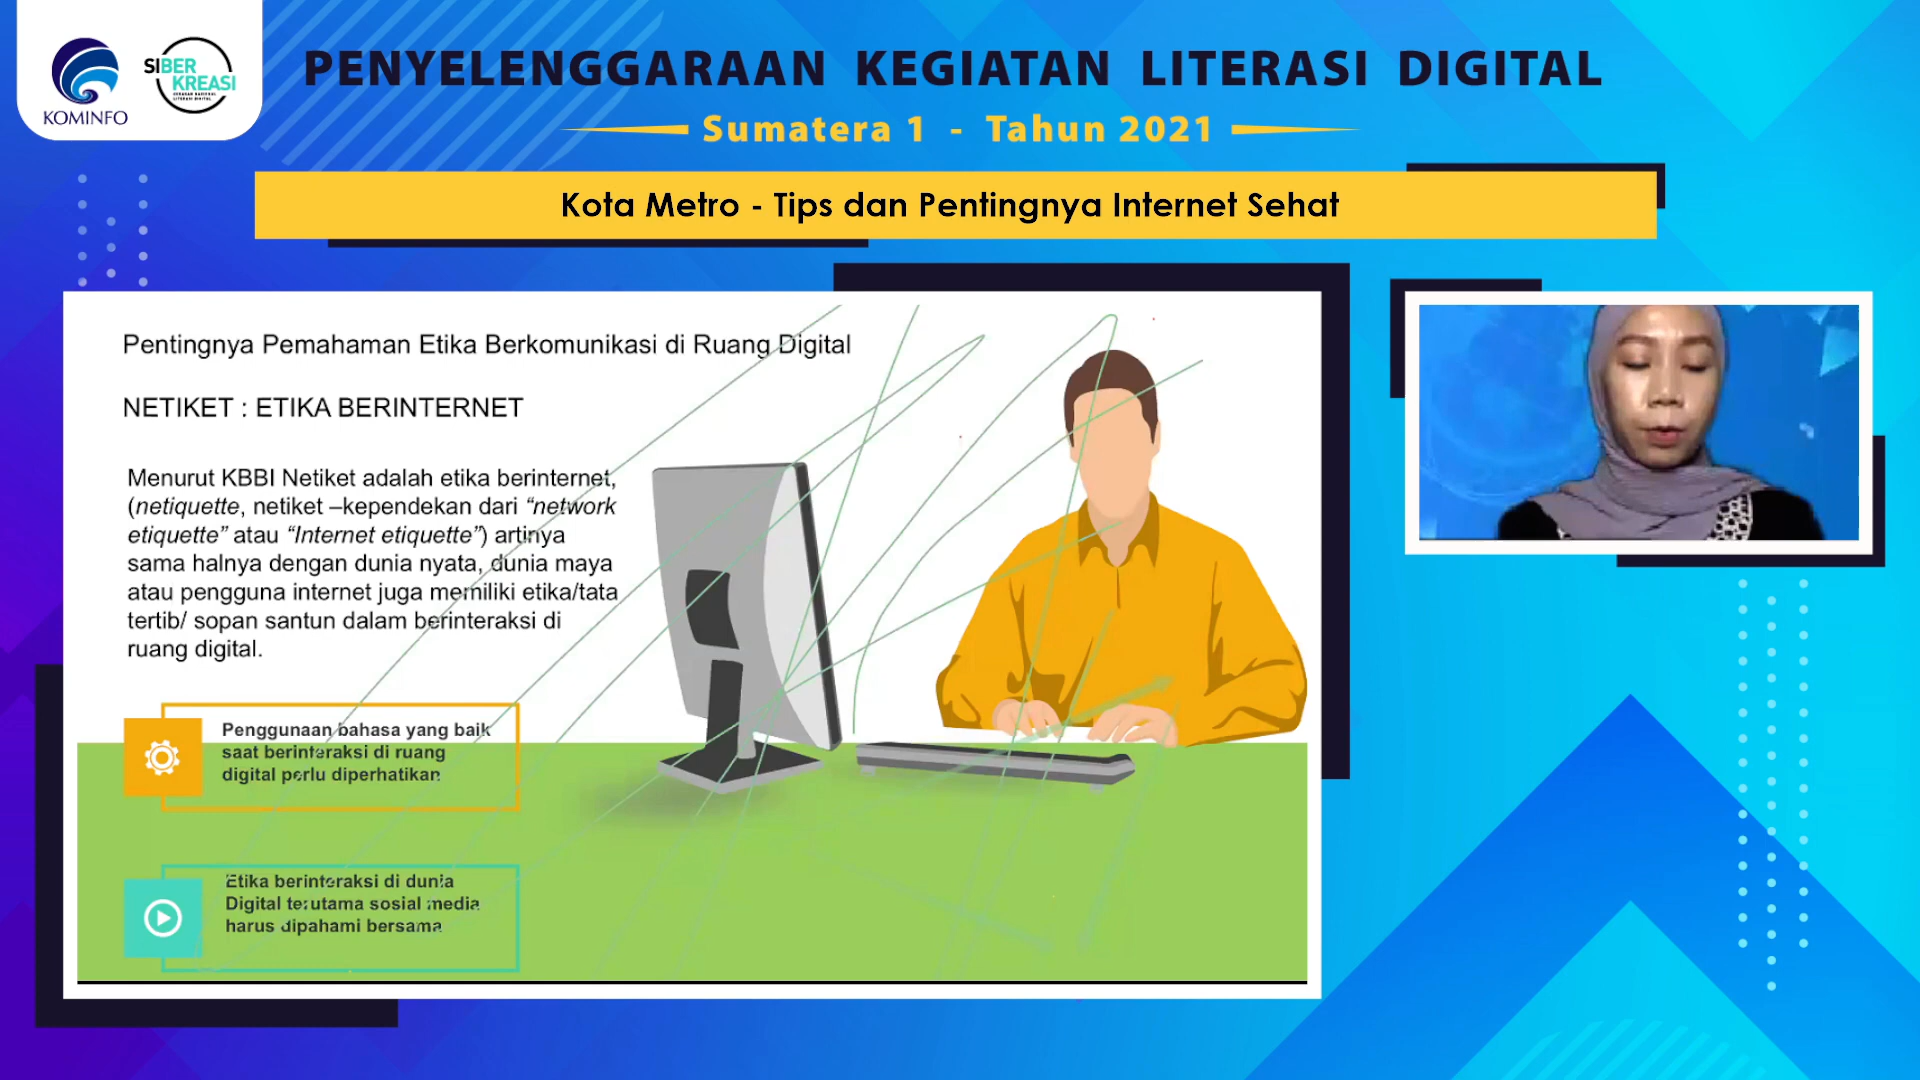 KOMINFO
SIBER
KREASI
GERAKAN NASIONAL
LITERASI DIGITAL
PENYELENGGARAAN KEGIATAN LITERASI DIGITAL
Sumatera 1 - Tahun 2021
Kota Metro - Tips dan Pentingnya Internet Sehat
Pentingnya Pemahaman Etika Berkomunikasi di Ruang Digital
NETIKET : ETIKA BERINTERNET
Menurut KBBI Netiket adalah etika berinternet,
(netiquette, netiket –kependekan dari “network
etiquette” atau “Internet etiquette”) artinya
sama halnya dengan dunia nyata, dunia maya
atau pengguna internet juga memiliki etika/tata
tertib/ sopan santun dalam berinteraksi di
ruang digital.
Penggunaan bahasa yang baik
saat berinteraksi di ruang
digital perlu diperhatikan
Etika berinteraksi di dunia
Digital terutama sosial media
harus dipahami bersama